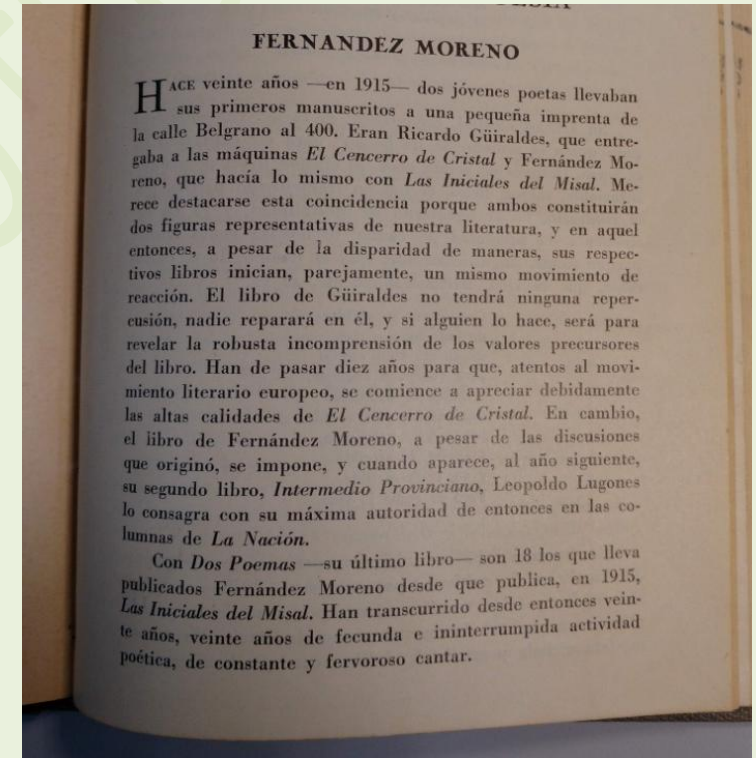 FERNANDEZ MORENO
HACE veinte años —en 1915— dos jóvenes poetas llevaban
sus primeros manuscritos a una pequeña imprenta de
la calle Belgrano al 400. Eran Ricardo Güiraldes, que entre-
gaba a las máquinas El Cencerro de Cristal y Fernández Mo-
reno, que hacía lo mismo con Las Iniciales del Misal. Me-
rece destacarse esta coincidencia porque ambos constituirán
dos figuras representativas de nuestra literatura, y en aquel
entonces, a pesar de la disparidad de maneras, sus respec-
tivos libros inician, parejamente, un mismo movimiento de
reacción. El libro de Güiraldes no tendrá ninguna reper-
cusión, nadie reparará en él, y si alguien lo hace, será para
revelar la robusta incomprensión de los valores precursores
del libro. Han de pasar diez años para que, atentos al movi-
miento literario europeo, se comience a apreciar debidamente
las altas calidades de El Cencerro de Cristal. En cambio,
el libro de Fernández Moreno, a pesar de las discusiones
que originó, se impone, y cuando aparece, al año siguiente,
su segundo libro, Intermedio Provinciano, Leopoldo Lugones
lo consagra con su máxima autoridad de entonces en las co-
lumnas de La Nación.
Con Dos Poemas —su último libro— son 18 los que lleva
publicados Fernández Moreno desde que publica, en 1915,
Las Iniciales del Misal. Han transcurrido desde entonces vein-
te años, veinte años de fecunda e ininterrumpida actividad
poética, de constante y fervoroso cantar.